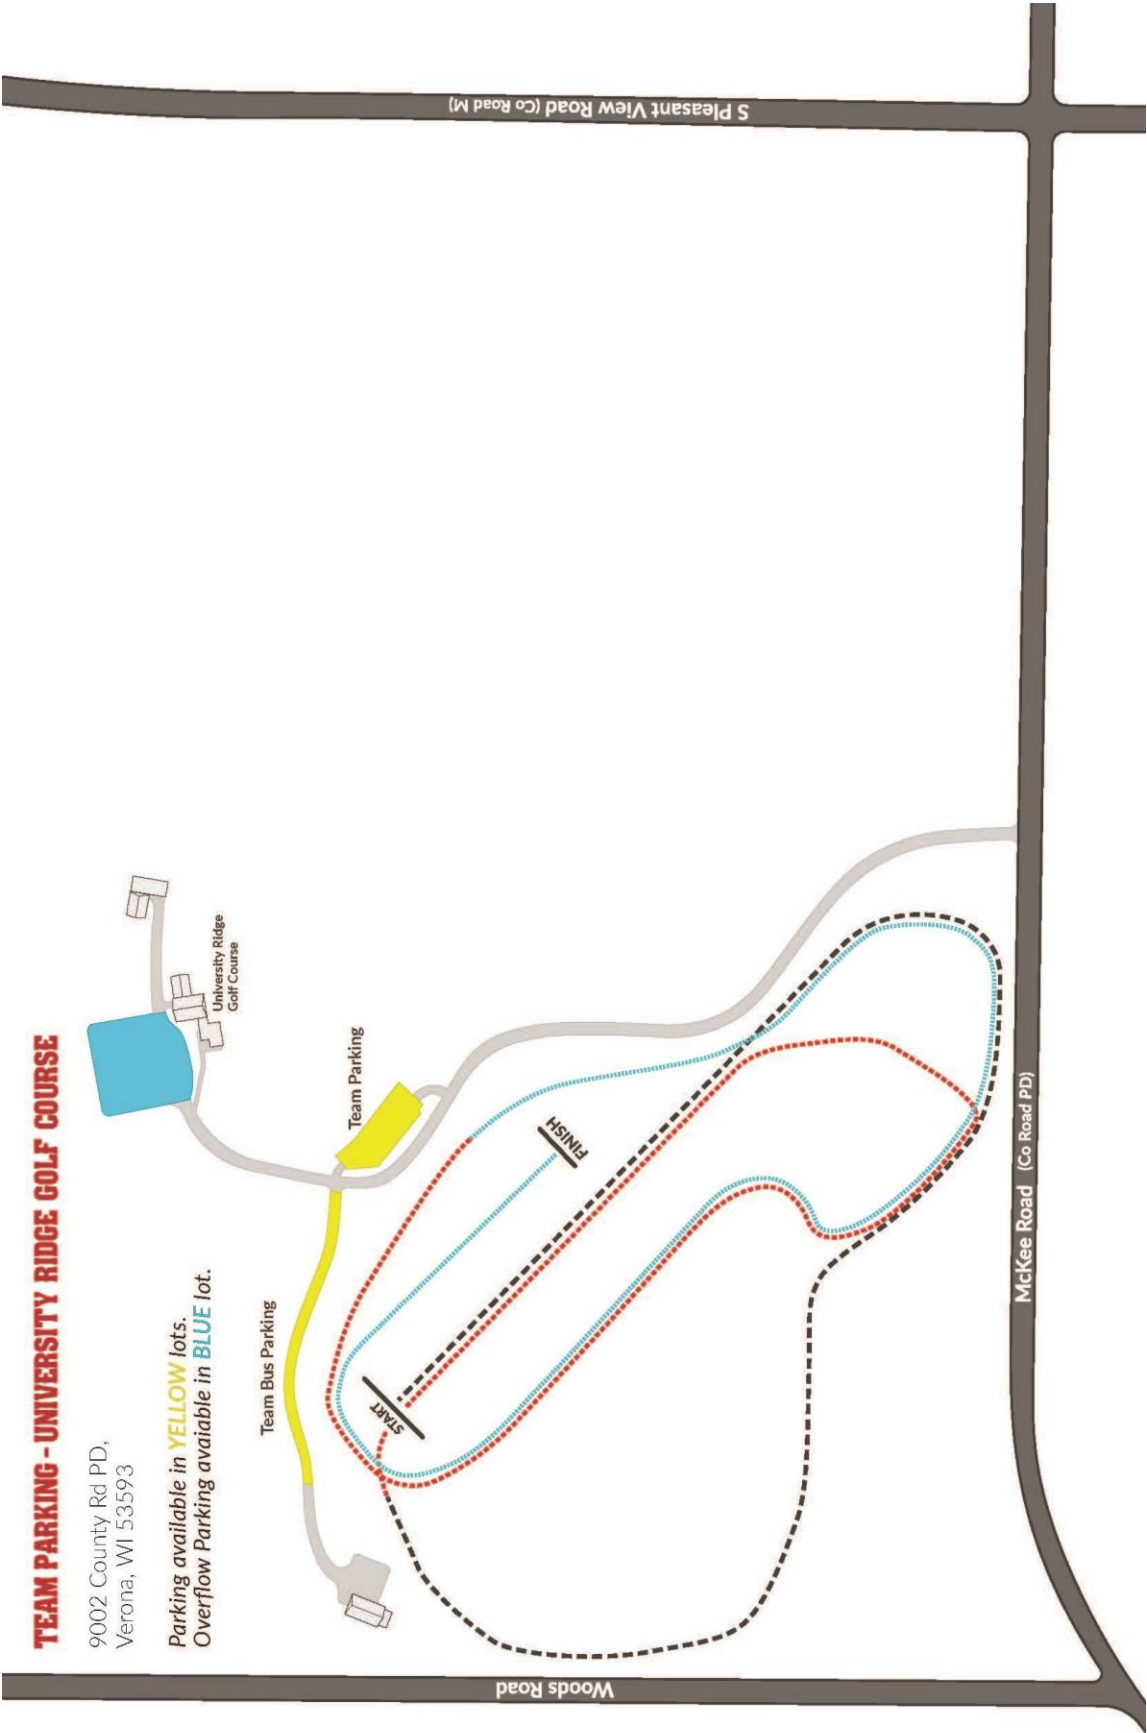 TEAM PARKING - UNIVERSITY RIDGE GOLF COURSE
9002 County Rd PD,
Verona, WI 53593
Parking available in YELLOW lots.
Overflow Parking avaiable in BLUE lot.
Team Bus Parking
Team Parking
University Ridge
Golf Course
START
FINISH
Woods Road
McKee Road (Co Road PD)
S Pleasant View Road (Co Road M)